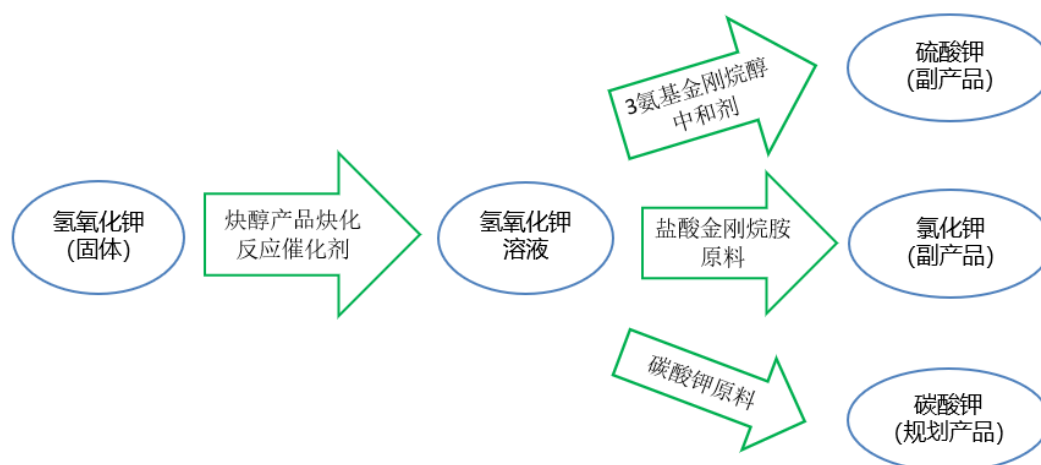 氢氧化钾
(固体)
炔醇产品炔化
反应催化剂
氢氧化钾
溶液
3氨基金刚烷醇
中和剂
硫酸钾
(副产品)
盐酸金刚烷胺
原料
氯化钾
(副产品)
碳酸钾原料
碳酸钾
(规划产品)